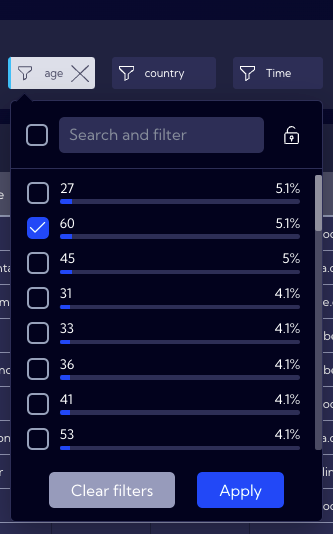 age
country
Time
Search and filter
27 5.1%
60 5.1%
45 5%
31 4.1%
33 4.1%
36 4.1%
41 4.1%
53 4.1%
Clear filters
Apply